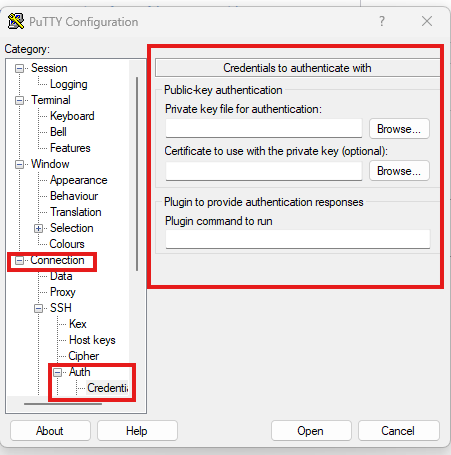 PuTTY Configuration
Category:
Session
Logging
Terminal
Keyboard
Bell
Features
Window
Appearance
Behaviour
Translation
Selection
Colours
Connection
Data
Proxy
SSH
Kex
Host keys
Cipher
Auth
Credentia
Credentials to authenticate with
Public-key authentication
Private key file for authentication:
Browse...
Certificate to use with the private key (optional):
Browse...
Plugin to provide authentication responses
Plugin command to run
About
Help
Open
Cancel